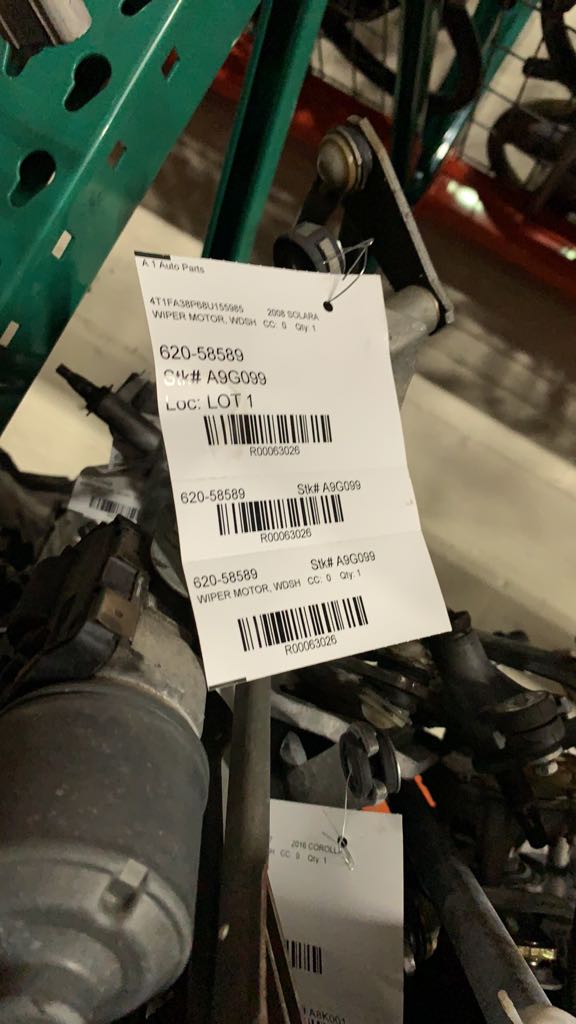 A 1 Auto Parts
4T1FA38P68U155985 2008 SOLARA
WIPER MOTOR, WDSH CC: 0 Qty: 1
620-58589
Stk# A9G099
Loc: LOT 1
R00063026
620-58589 Stk# A9G099
R00063026
620-58589 Stk# A9G099
WIPER MOTOR, WDSH CC: 0 Qty: 1
R00063026
2016 COROLLA
CC: 0 Qty: 1
A8K001